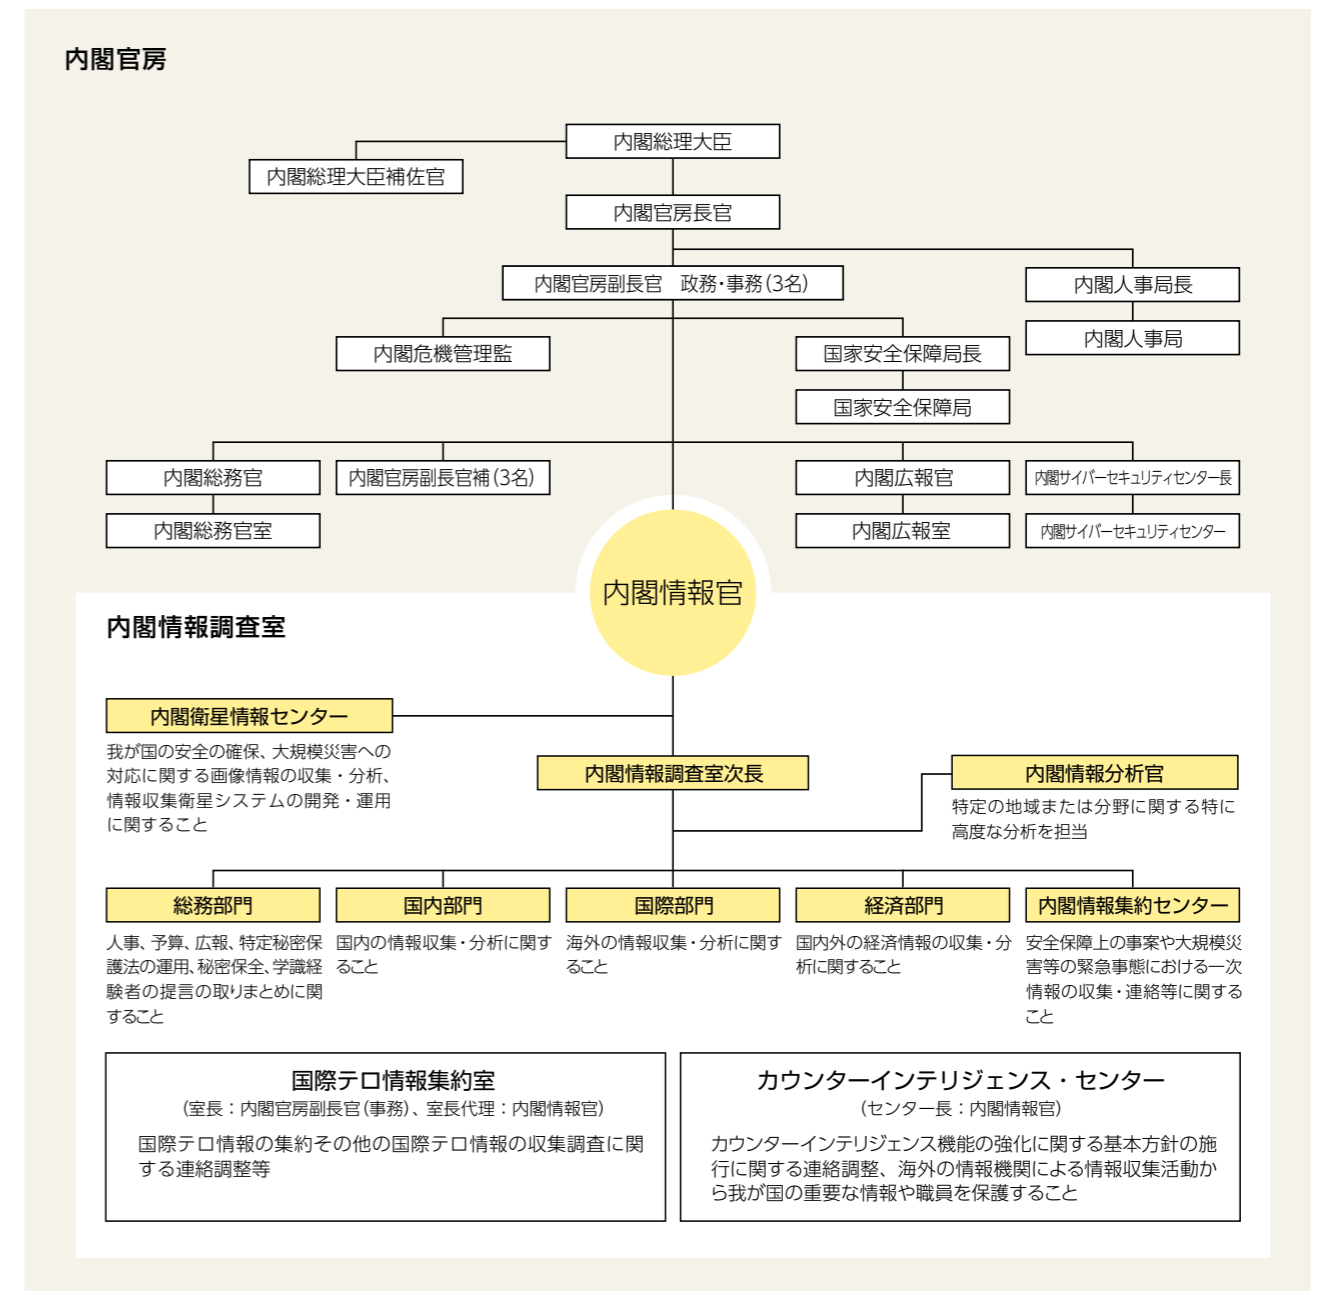 内閣官房
内閣総理大臣
内閣総理大臣補佐官
内閣官房長官
内閣官房副長官　政務・事務(3名)
内閣人事局長
内閣人事局
内閣危機管理監
国家安全保障局長
国家安全保障局
内閣総務官
内閣官房副長官補(3名)
内閣広報官
内閣サイバーセキュリティセンター長
内閣総務官室
内閣広報室
内閣サイバーセキュリティセンター
内閣情報官
内閣情報調査室
内閣衛星情報センター
我が国の安全の確保、大規模災害への
対応に関する画像情報の収集・分析、
情報収集衛星システムの開発・運用
に関すること
内閣情報調査室次長
内閣情報分析官
特定の地域または分野に関する特に
高度な分析を担当
総務部門
人事、予算、広報、特定秘密保
護法の運用、秘密保全、学識経
験者の提言の取りまとめに関
すること
国内部門
国内の情報収集・分析に関す
ること
国際部門
海外の情報収集・分析に関す
ること
経済部門
国内外の経済情報の収集・分
析に関すること
内閣情報集約センター
安全保障上の事案や大規模災
害等の緊急事態における一次
情報の収集・連絡等に関する
こと
国際テロ情報集約室
(室長：内閣官房副長官(事務)、室長代理：内閣情報官)
国際テロ情報の集約その他の国際テロ情報の収集調査に関
する連絡調整等
カウンターインテリジェンス・センター
(センター長：内閣情報官)
カウンターインテリジェンス機能の強化に関する基本方針の施
行に関する連絡調整、海外の情報機関による情報収集活動か
ら我が国の重要な情報や職員を保護すること